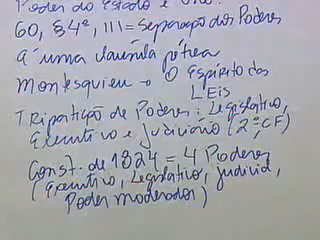 Poder do Estado é Uno.
60, § 4º, III = separação dos Poderes
é uma cláusula pétrea
Montesquieu → O Espírito das
Leis
Tripartição de Poderes: Legislativo,
Executivo e Judiciário (2º, CF)
Const. de 1824 = 4 Poderes
(Executivo, Legislativo, judicial,
Poder moderador)